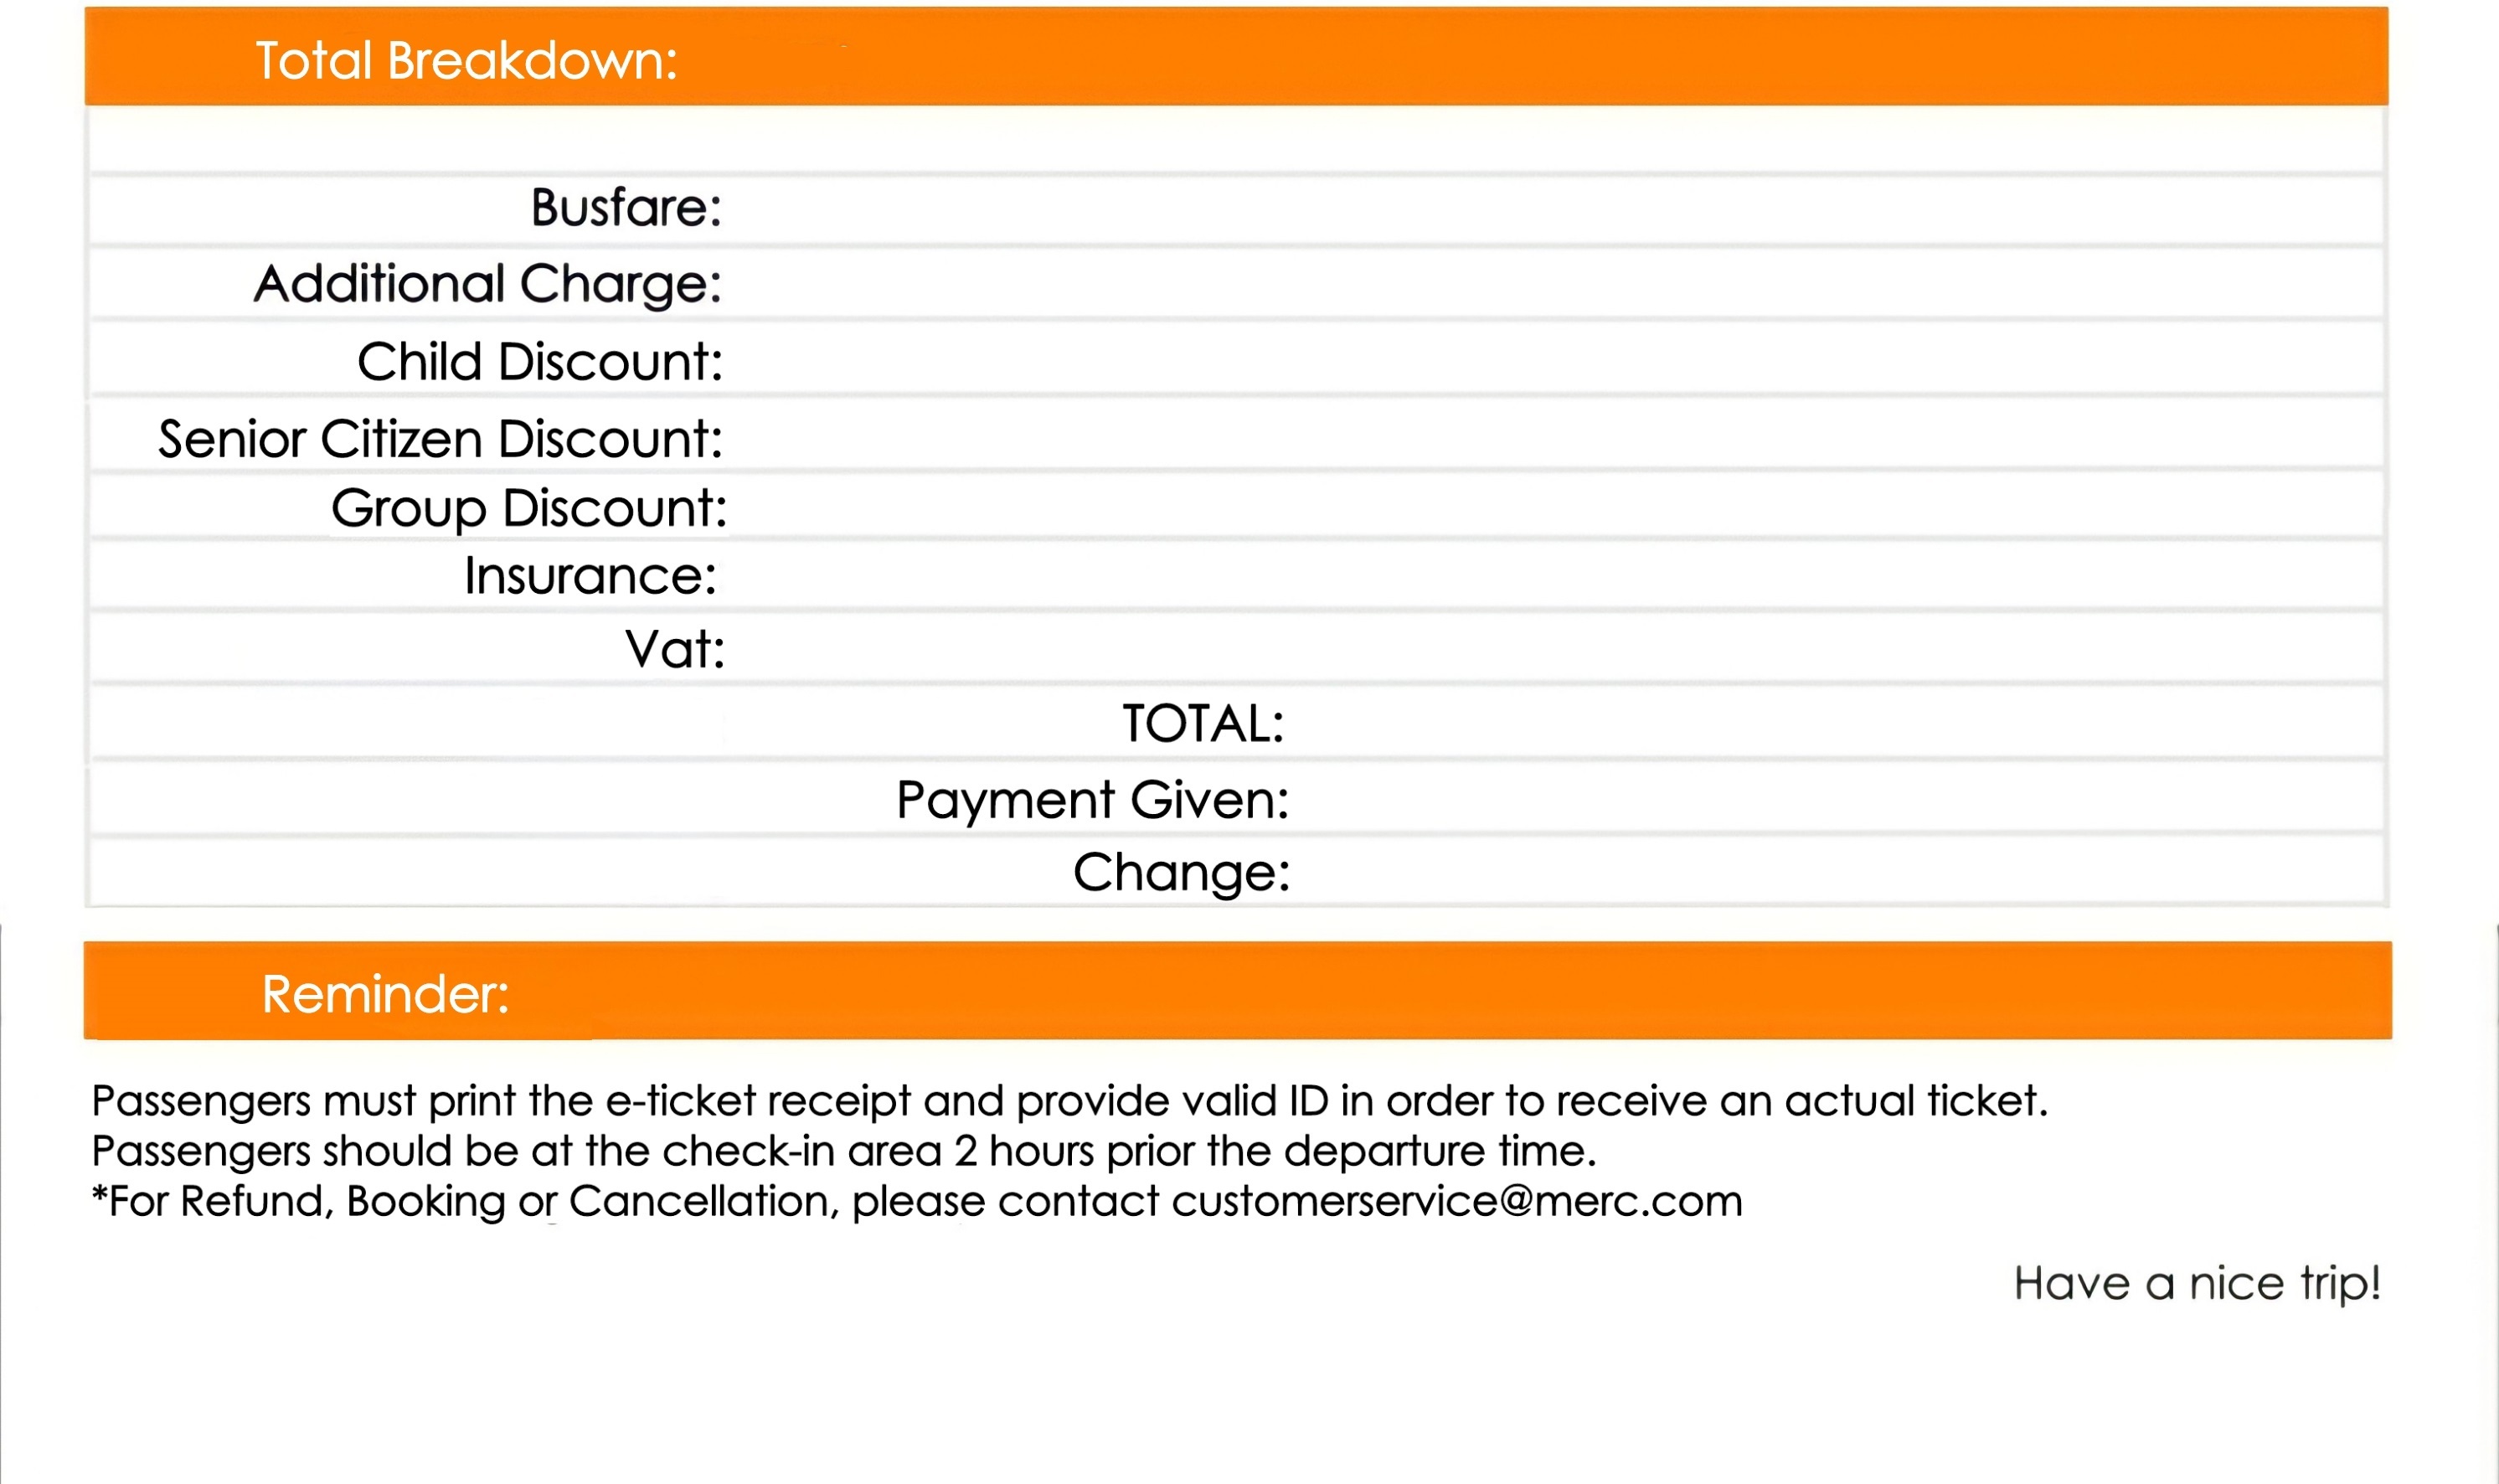 Total Breakdown:
Busfare:
Additional Charge:
Child Discount:
Senior Citizen Discount:
Group Discount:
Insurance:
Vat:
TOTAL:
Payment Given:
Change:
Reminder:
Passengers must print the e-ticket receipt and provide valid ID in order to receive an actual ticket.
Passengers should be at the check-in area 2 hours prior the departure time.
*For Refund, Booking or Cancellation, please contact customerservice@merc.com
Have a nice trip!